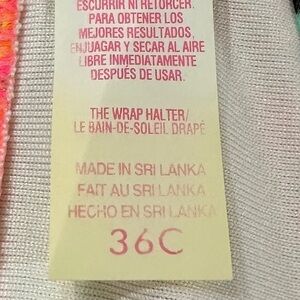 ESCURRIR NI RETORCER.
PARA OBTENER LOS
MEJORES RESULTADOS,
ENJUAGAR Y SECAR AL AIRE
LIBRE INMEDIATAMENTE
DESPUÉS DE USAR.
THE WRAP HALTER/
LE BAIN-DE-SOLEIL DRAPÉ
MADE IN SRI LANKA
FAIT AU SRI LANKA
HECHO EN SRI LANKA
36C